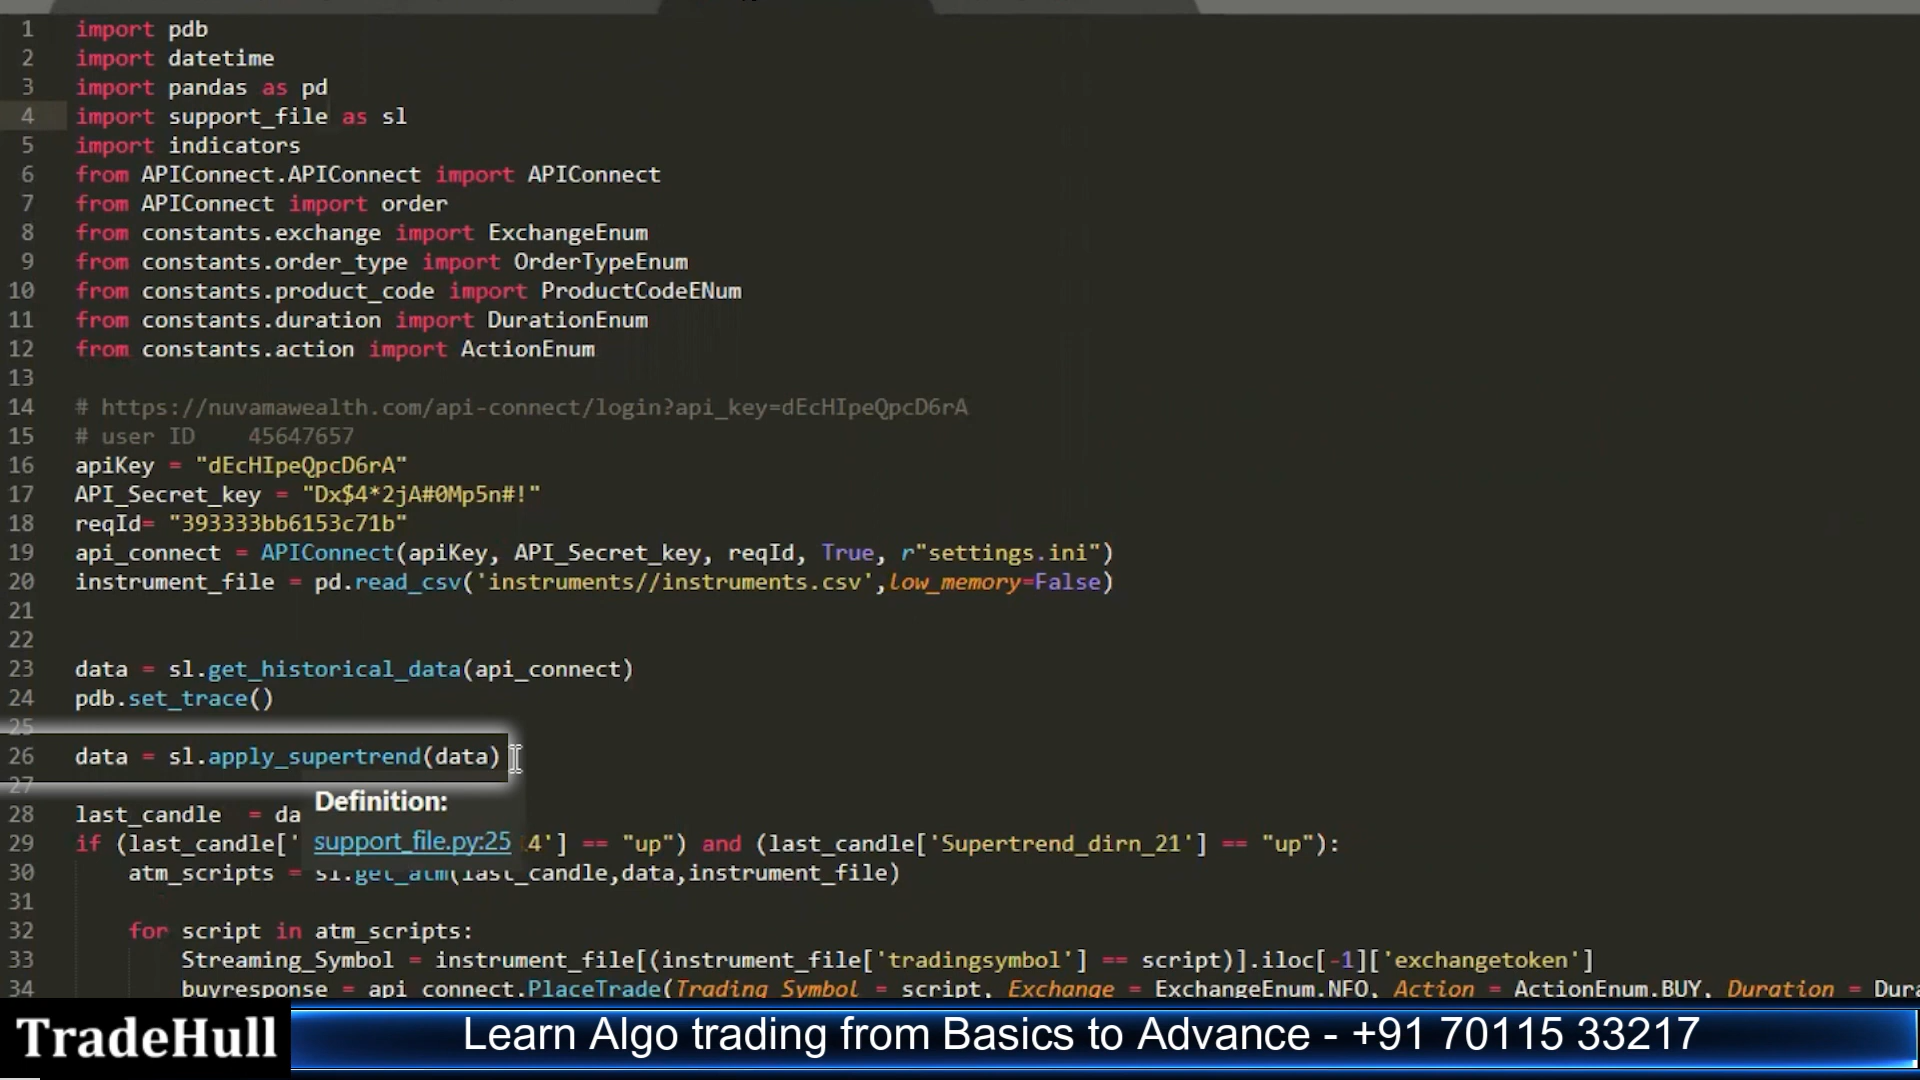 1 import pdb
2 import datetime
3 import pandas as pd
4 import support_file as sl
5 import indicators
6 from APIConnect.APIConnect import APIConnect
7 from APIConnect import order
8 from constants.exchange import ExchangeEnum
9 from constants.order_type import OrderTypeEnum
10 from constants.product_code import ProductCodeENum
11 from constants.duration import DurationEnum
12 from constants.action import ActionEnum
13
14 # https://nuvamawealth.com/api-connect/login?api_key=dEcHIpeQpcD6rA
15 # user ID    45647657
16 apiKey = "dEcHIpeQpcD6rA"
17 API_Secret_key = "Dx$4*2jA#0Mp5n#!"
18 reqId= "393333bb6153c71b"
19 api_connect = APIConnect(apiKey, API_Secret_key, reqId, True, r"settings.ini")
20 instrument_file = pd.read_csv('instruments//instruments.csv',low_memory=False)
21
22
23 data = sl.get_historical_data(api_connect)
24 pdb.set_trace()
25
26 data = sl.apply_supertrend(data)
27
Definition:
28 last_candle  = da
support_file.py:25
29 if (last_candle[' 4'] == "up") and (last_candle['Supertrend_dirn_21'] == "up"):
30     atm_scripts = sl.get_atm(last_candle,data,instrument_file)
31
32     for script in atm_scripts:
33         Streaming_Symbol = instrument_file[(instrument_file['tradingsymbol'] == script)].iloc[-1]['exchangetoken']
34         buyresponse = api_connect.PlaceTrade(Trading_Symbol = script, Exchange = ExchangeEnum.NFO, Action = ActionEnum.BUY, Duration = Dura
TradeHull
Learn Algo trading from Basics to Advance - +91 70115 33217